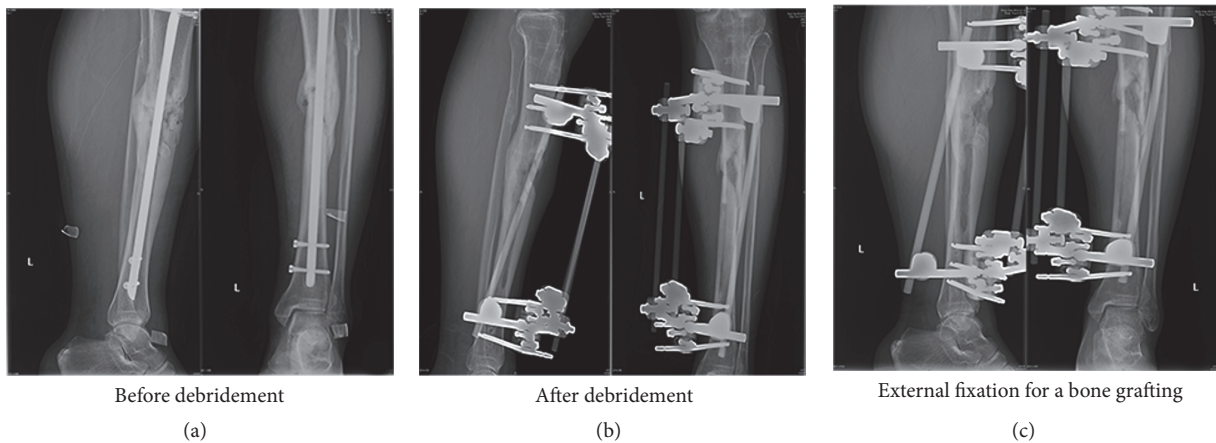 L
L
L
L
L
Before debridement
After debridement
External fixation for a bone grafting
(a)
(b)
(c)